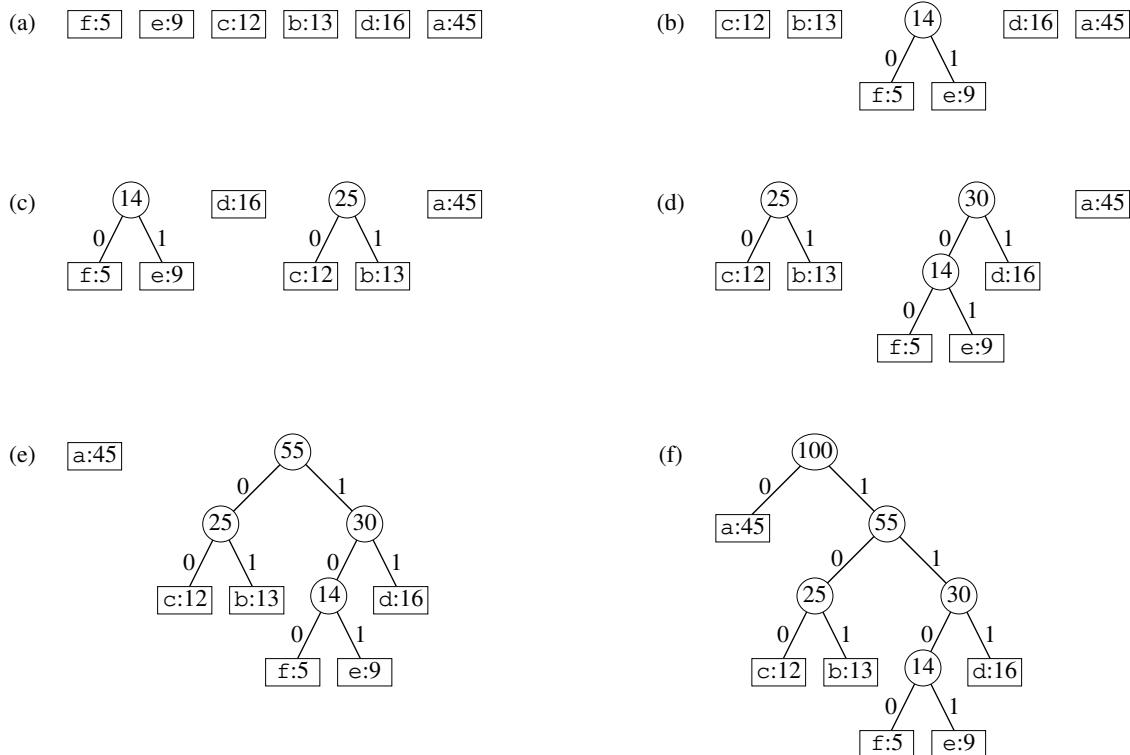 (a) f:5 e:9 c:12 b:13 d:16 a:45
(b) c:12 b:13 14 d:16 a:45
0 1
f:5 e:9
(c) 14 d:16 25 a:45
0 1 0 1
f:5 e:9 c:12 b:13
(d) 25 30 a:45
0 1 0 1
c:12 b:13 14 d:16
0 1
f:5 e:9
(e) a:45 55
0 1
25 30
0 1 0 1
c:12 b:13 14 d:16
0 1
f:5 e:9
(f) 100
0 1
a:45 55
0 1
25 30
0 1 0 1
c:12 b:13 14 d:16
0 1
f:5 e:9